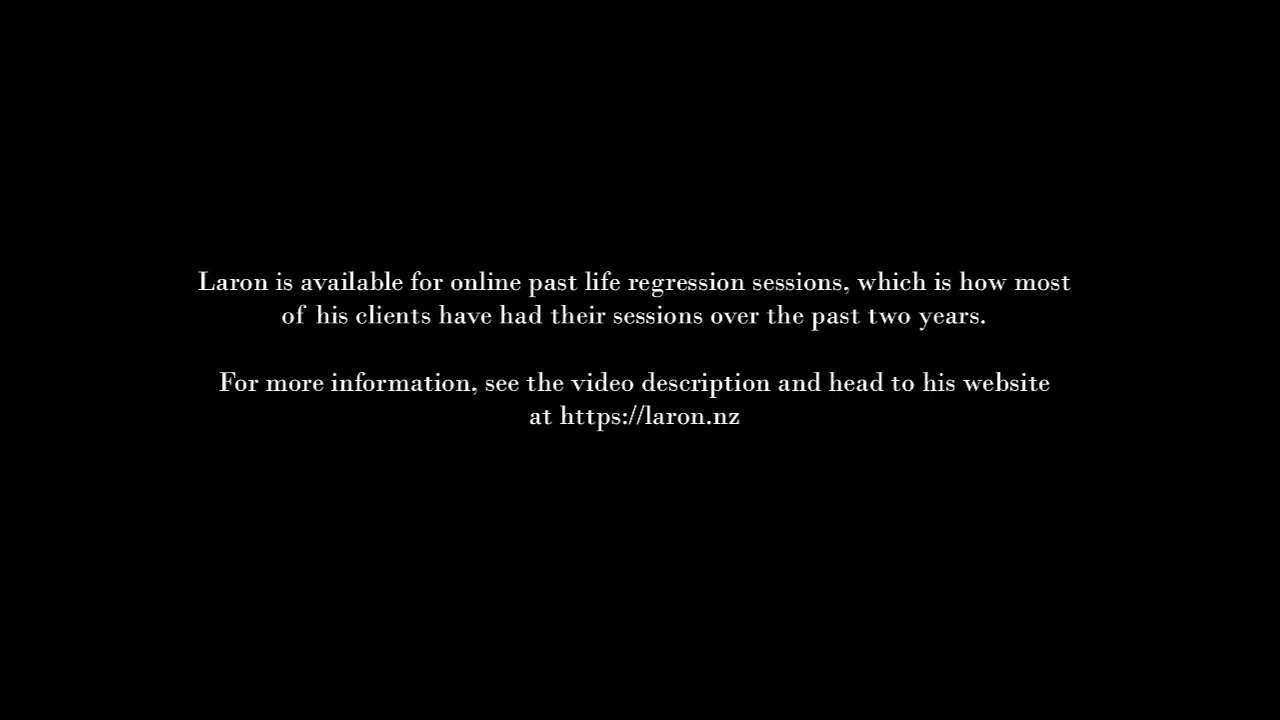 Laron is available for online past life regression sessions, which is how most
of his clients have had their sessions over the past two years.
For more information, see the video description and head to his website
at https://laron.nz